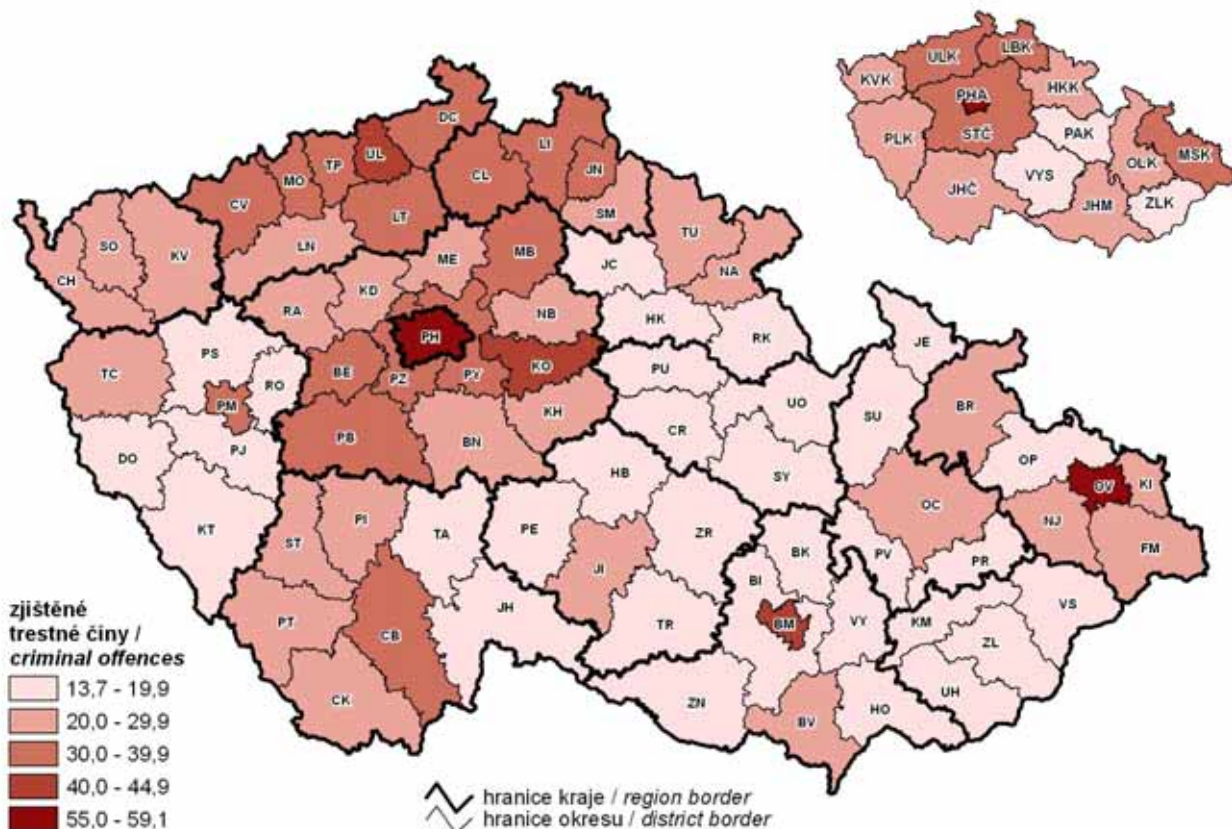 ULK
LBK
KVK
HKK
PHA
STČ
PLK
PAK
OLK
MSK
VYS
JHČ
JHM
ZLK
DC
LI
UL
TP
MO
CL
JN
CV
LT
SM
SO
KV
LN
MB
TU
CH
ME
JC
NA
KD
RA
NB
HK
RK
PH
JE
PS
KO
TC
BE
PZ
PY
PU
RO
PM
UO
SU
BR
KH
PB
BN
CR
DO
PJ
SY
OP
HB
OV
KI
KT
PI
OC
NJ
ST
TA
PE
ZR
FM
JI
BK
PV
PR
BI
JH
VS
PT
CB
TR
BM
VY
KM
ZL
UH
CK
ZN
BV
HO
zjištěné
trestné činy /
criminal offences
13,7 - 19,9
20,0 - 29,9
30,0 - 39,9
40,0 - 44,9
55,0 - 59,1
hranice kraje / region border
hranice okresu / district border